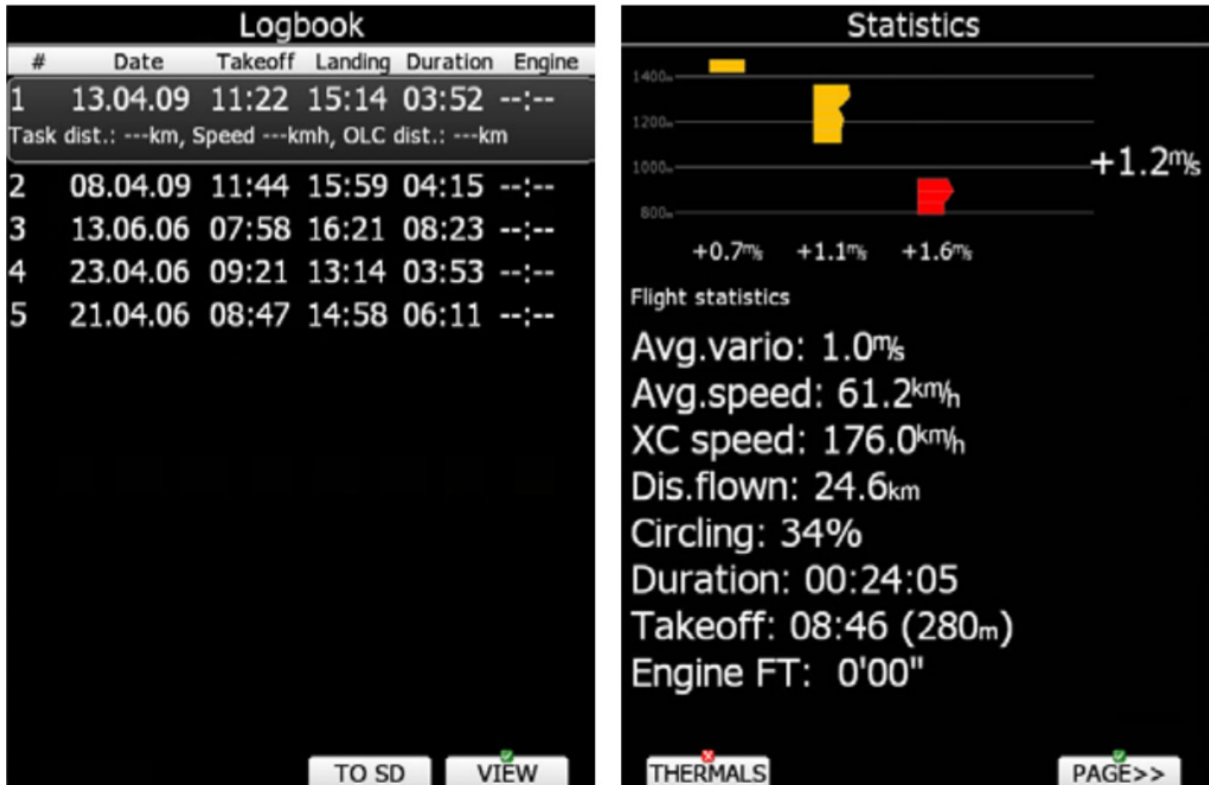 Logbook
# Date Takeoff Landing Duration Engine
1 13.04.09 11:22 15:14 03:52 --:--
Task dist.: ---km, Speed ---kmh, OLC dist.: ---km
2 08.04.09 11:44 15:59 04:15 --:--
3 13.06.06 07:58 16:21 08:23 --:--
4 23.04.06 09:21 13:14 03:53 --:--
5 21.04.06 08:47 14:58 06:11 --:--
TO SD VIEW
Statistics
1400m
1200m
1000m
+1.2m/s
800m
+0.7m/s +1.1m/s +1.6m/s
Flight statistics
Avg.vario: 1.0m/s
Avg.speed: 61.2km/h
XC speed: 176.0km/h
Dis.flown: 24.6km
Circling: 34%
Duration: 00:24:05
Takeoff: 08:46 (280m)
Engine FT: 0'00"
THERMALS PAGE>>